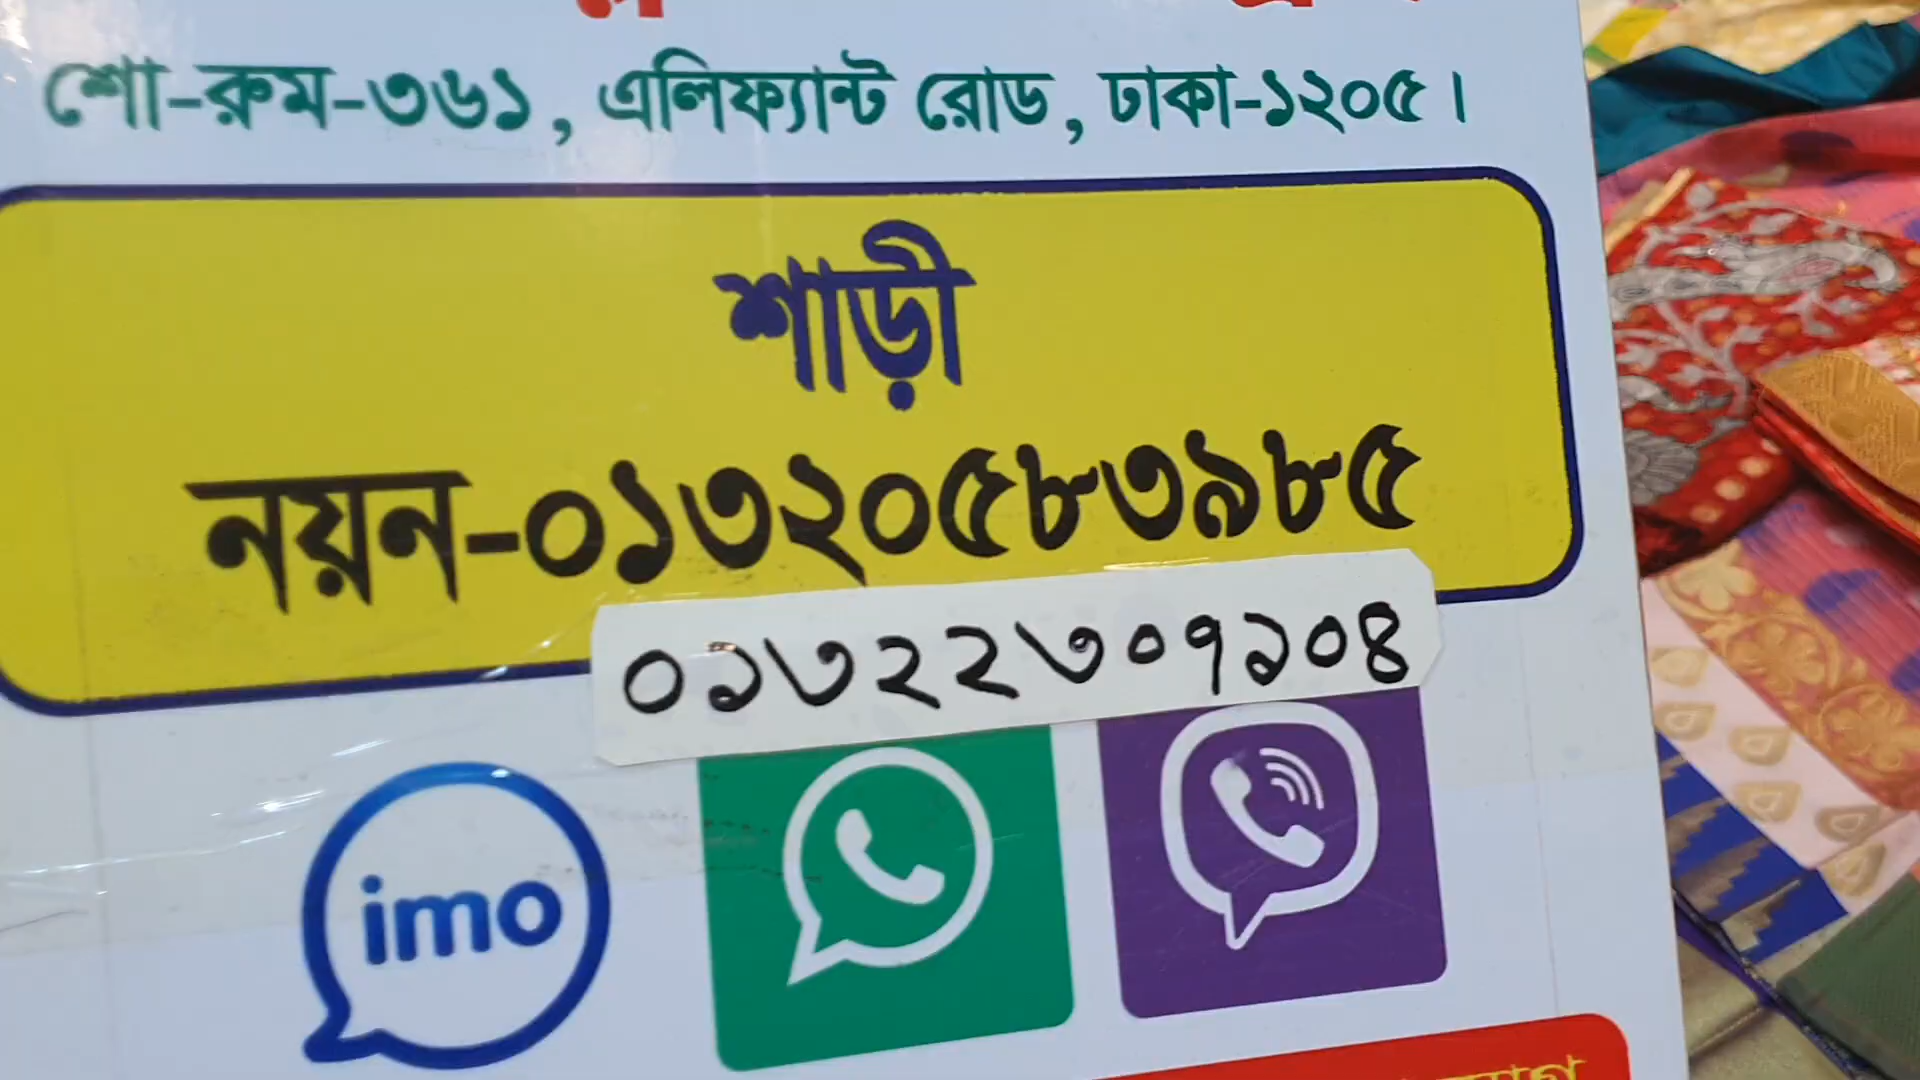 শো-রুম-৩৬১, এলিফ্যান্ট রোড, ঢাকা-১২০৫।
শাড়ী
নয়ন-০১৩২০৫৮৩৯৮৫
০১৩২২৩০৭১০৪
imo